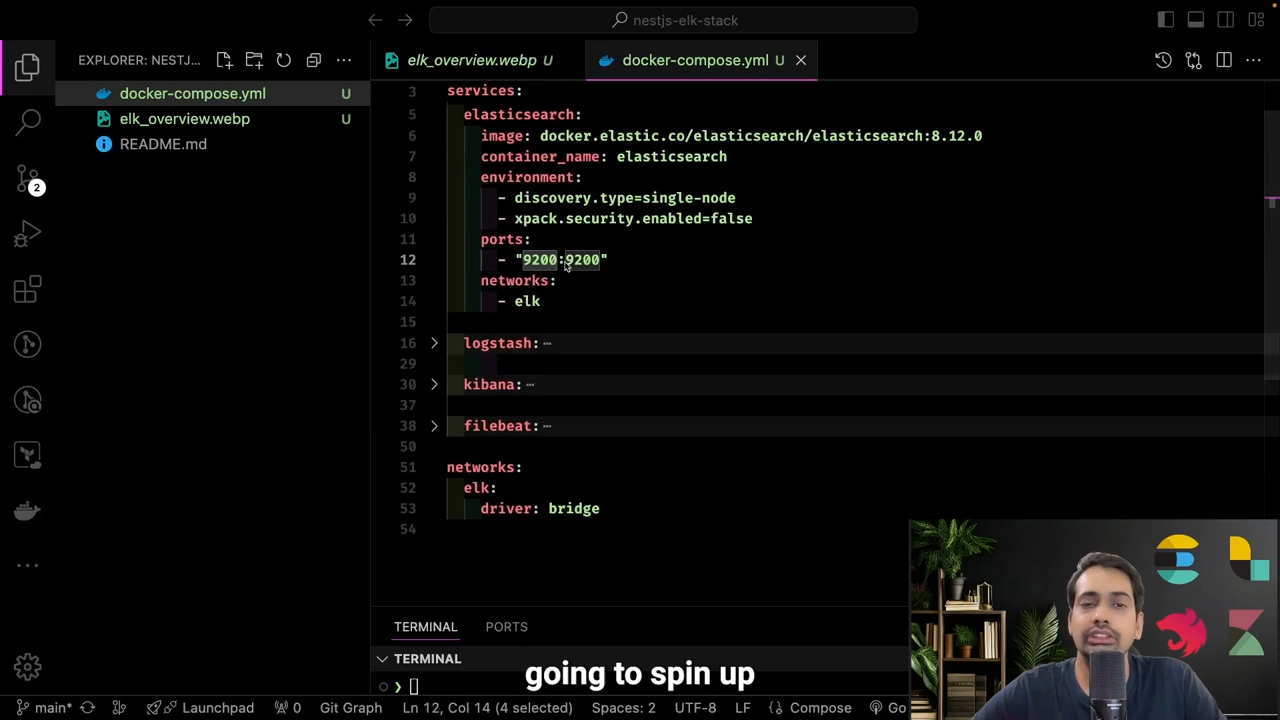 nestjs-elk-stack
EXPLORER: NESTJ...
elk_overview.webp U
docker-compose.yml U
docker-compose.yml U
elk_overview.webp U
README.md
2
3 services:
5 elasticsearch:
6 image: docker.elastic.co/elasticsearch/elasticsearch:8.12.0
7 container_name: elasticsearch
8 environment:
9 - discovery.type=single-node
10 - xpack.security.enabled=false
11 ports:
12 - "9200:9200"
13 networks:
14 - elk
15
16 logstash:
29
30 kibana:
37
38 filebeat:
50
51 networks:
52 elk:
53 driver: bridge
54
TERMINAL PORTS
TERMINAL
going to spin up
main* Launchpad 0 Git Graph Ln 12, Col 14 (4 selected) Spaces: 2 UTF-8 LF Compose Go